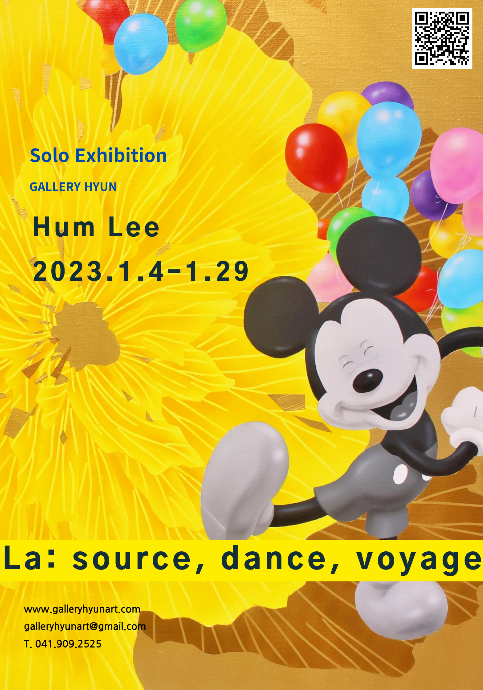 Solo Exhibition
GALLERY HYUN
Hum Lee
2023.1.4-1.29
La: source, dance, voyage
www.galleryhyunart.com
galleryhyunart@gmail.com
T. 041.909.2525